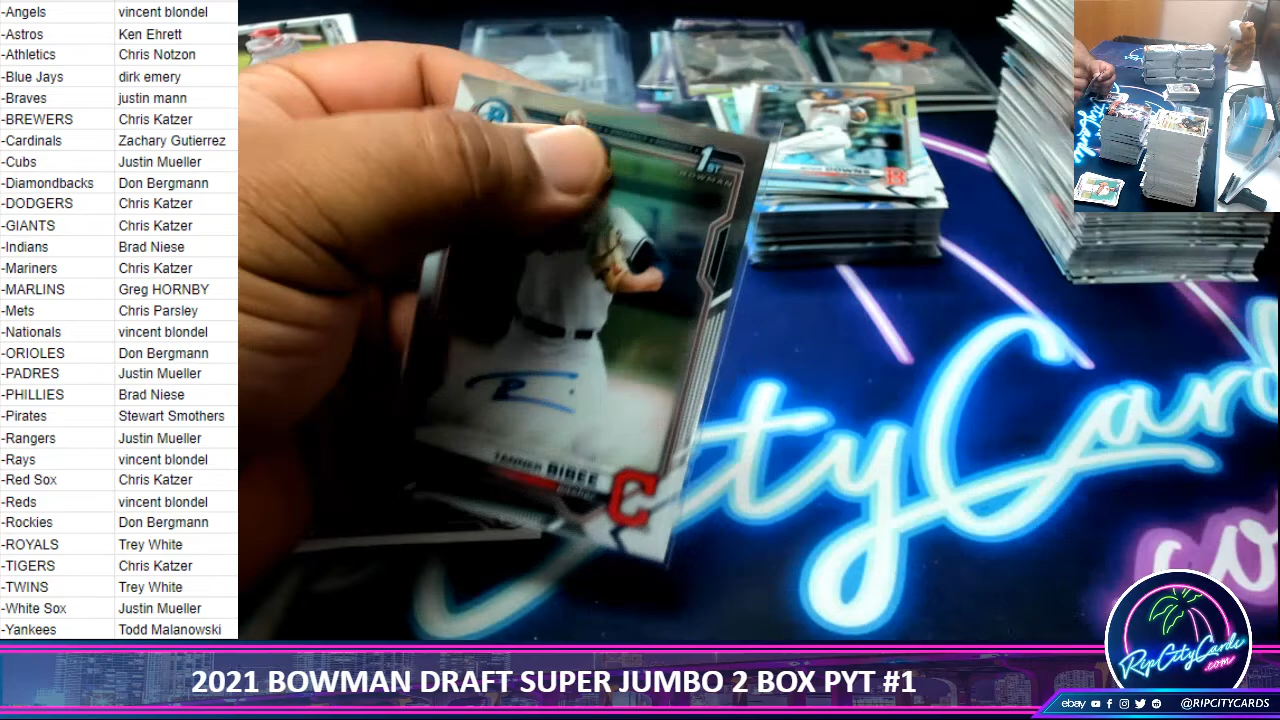 -Angels vincent blondel
-Astros Ken Ehrett
-Athletics Chris Notzon
-Blue Jays dirk emery
-Braves justin mann
-BREWERS Chris Katzer
-Cardinals Zachary Gutierrez
-Cubs Justin Mueller
-Diamondbacks Don Bergmann
-DODGERS Chris Katzer
-GIANTS Chris Katzer
-Indians Brad Niese
-Mariners Chris Katzer
-MARLINS Greg HORNBY
-Mets Chris Parsley
-Nationals vincent blondel
-ORIOLES Don Bergmann
-PADRES Justin Mueller
-PHILLIES Brad Niese
-Pirates Stewart Smothers
-Rangers Justin Mueller
-Rays vincent blondel
-Red Sox Chris Katzer
-Reds vincent blondel
-Rockies Don Bergmann
-ROYALS Trey White
-TIGERS Chris Katzer
-TWINS Trey White
-White Sox Justin Mueller
-Yankees Todd Malanowski
1ST
BOWMAN
DOWNS
B
TANNER BIBEE
C
ityCard
RipCityCards
.com
2021 BOWMAN DRAFT SUPER JUMBO 2 BOX PYT #1
ebay @RIPCITYCARDS